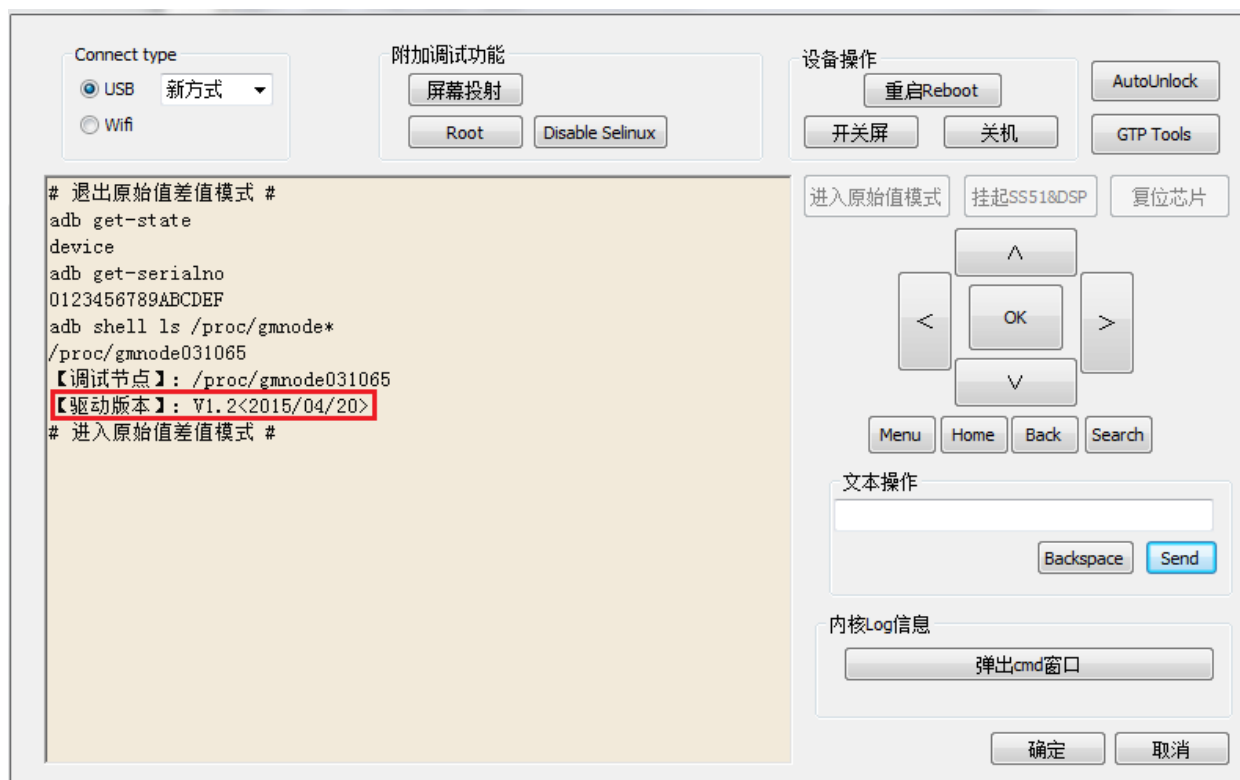 Connect type
USB
新方式
Wifi
附加调试功能
屏幕投射
Root
Disable Selinux
设备操作
重启Reboot
开关屏
关机
AutoUnlock
GTP Tools
# 退出原始值差值模式 #
adb get-state
device
adb get-serialno
0123456789ABCDEF
adb shell ls /proc/gmnode*
/proc/gmnode031065
【调试节点】: /proc/gmnode031065
【驱动版本】: V1.2<2015/04/20>
# 进入原始值差值模式 #
进入原始值模式
挂起SS51&DSP
复位芯片
^
<
OK
>
v
Menu
Home
Back
Search
文本操作
Backspace
Send
内核Log信息
弹出cmd窗口
确定
取消